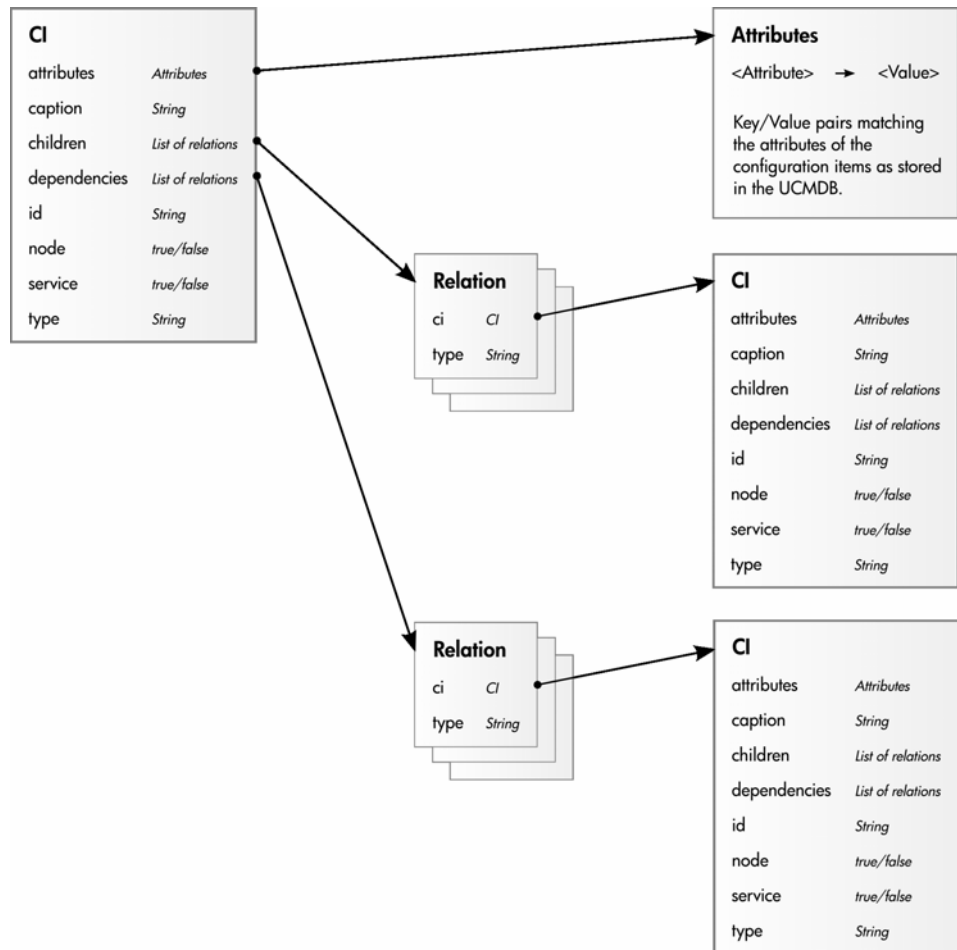 CI
attributes Attributes
caption String
children List of relations
dependencies List of relations
id String
node true/false
service true/false
type String
Attributes
<Attribute> → <Value>
Key/Value pairs matching
the attributes of the
configuration items as stored
in the UCMDB.
Relation
ci CI
type String
CI
attributes Attributes
caption String
children List of relations
dependencies List of relations
id String
node true/false
service true/false
type String
Relation
ci CI
type String
CI
attributes Attributes
caption String
children List of relations
dependencies List of relations
id String
node true/false
service true/false
type String